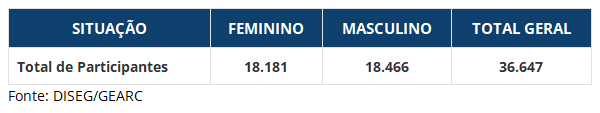 SITUAÇÃO FEMININO MASCULINO TOTAL GERAL
Total de Participantes 18.181 18.466 36.647
Fonte: DISEG/GEARC